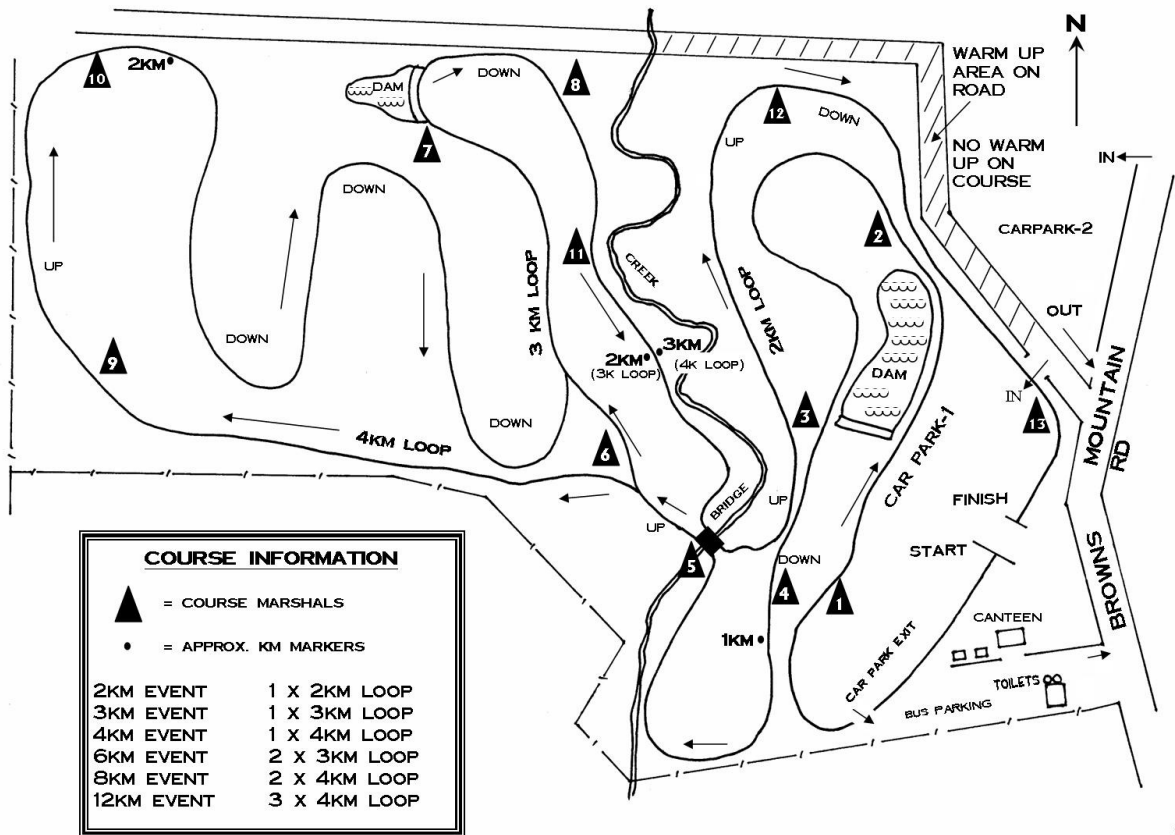 N
WARM UP
AREA ON
ROAD
NO WARM
UP ON
COURSE
IN
CARPARK-2
OUT
10
2KM
DAM
DOWN
8
7
12
UP
DOWN
2
DOWN
11
CREEK
3 KM LOOP
2KM LOOP
UP
2KM
(3K LOOP)
3KM
(4K LOOP)
DAM
IN
13
MOUNTAIN
RD
BROWNS
DOWN
9
4KM LOOP
DOWN
6
3
CAR PARK-1
UP
BRIDGE
UP
5
DOWN
4
1
FINISH
START
1KM
CAR PARK EXIT
CANTEEN
TOILETS
BUS PARKING
COURSE INFORMATION
= COURSE MARSHALS
= APPROX. KM MARKERS
2KM EVENT 1 X 2KM LOOP
3KM EVENT 1 X 3KM LOOP
4KM EVENT 1 X 4KM LOOP
6KM EVENT 2 X 3KM LOOP
8KM EVENT 2 X 4KM LOOP
12KM EVENT 3 X 4KM LOOP